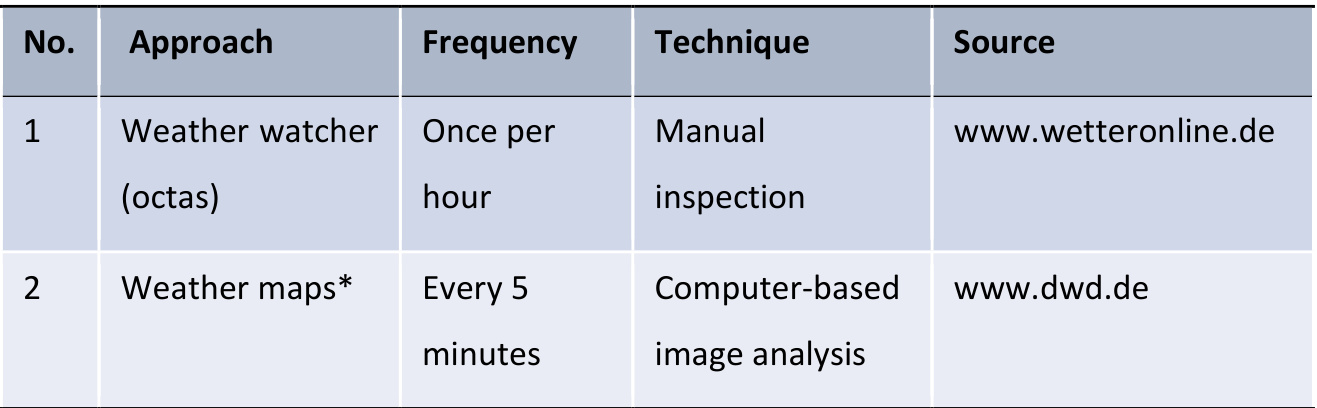 No. Approach Frequency Technique Source
1 Weather watcher Once per Manual www.wetteronline.de
(octas) hour inspection
2 Weather maps* Every 5 Computer-based www.dwd.de
minutes image analysis